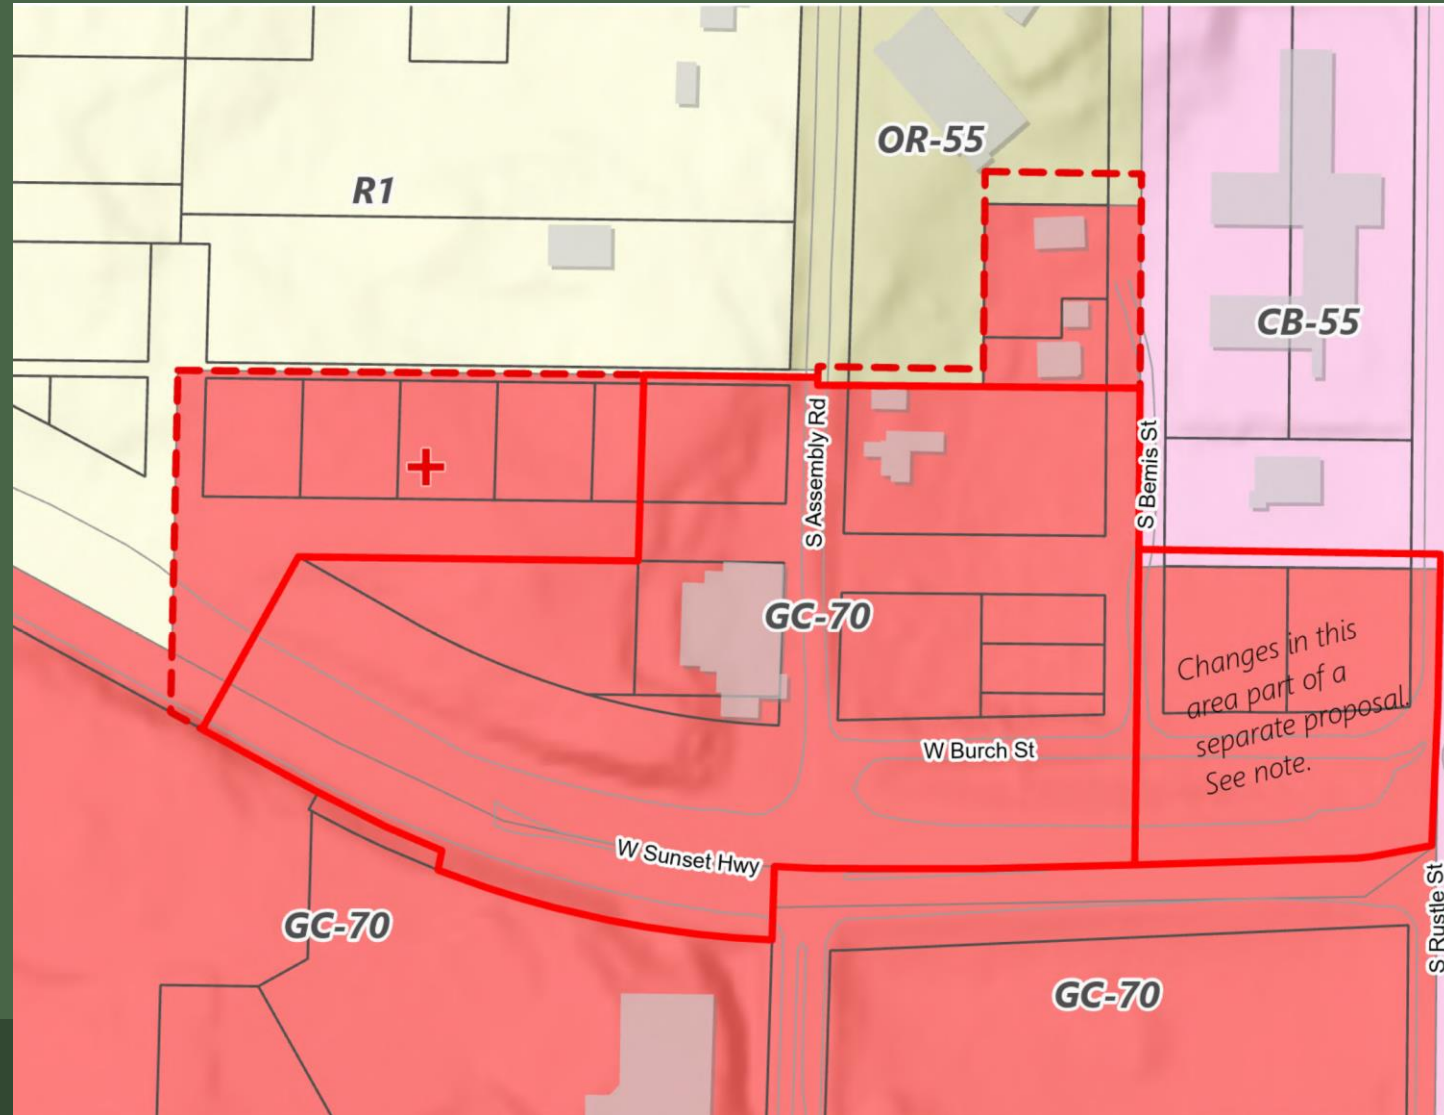 OR-55
R1
CB-55
S Assembly Rd
S Bemis St
GC-70
Changes in this
area part of a
separate proposal.
See note.
W Burch St
W Sunset Hwy
S Rustle St
GC-70
GC-70